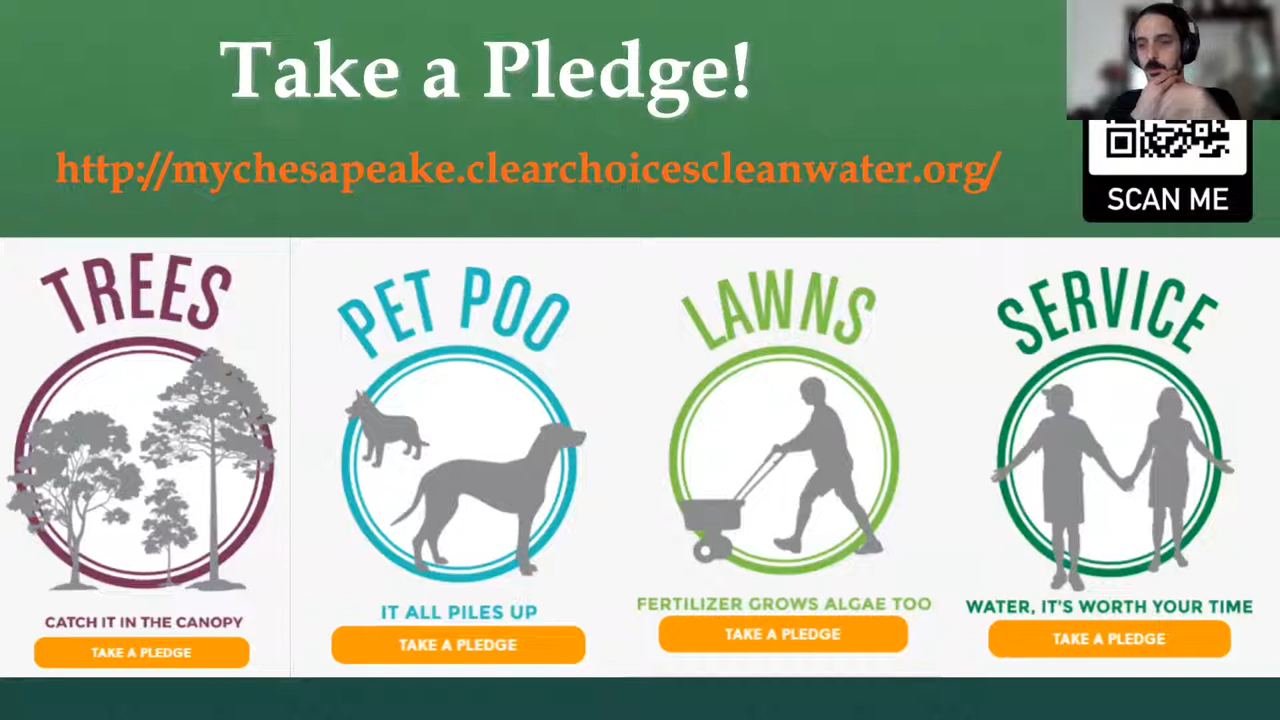 Take a Pledge!
http://mychesapeake.clearchoicescleanwater.org/
SCAN ME
TREES
CATCH IT IN THE CANOPY
TAKE A PLEDGE
PET POO
IT ALL PILES UP
TAKE A PLEDGE
LAWNS
FERTILIZER GROWS ALGAE TOO
TAKE A PLEDGE
SERVICE
WATER, IT'S WORTH YOUR TIME
TAKE A PLEDGE